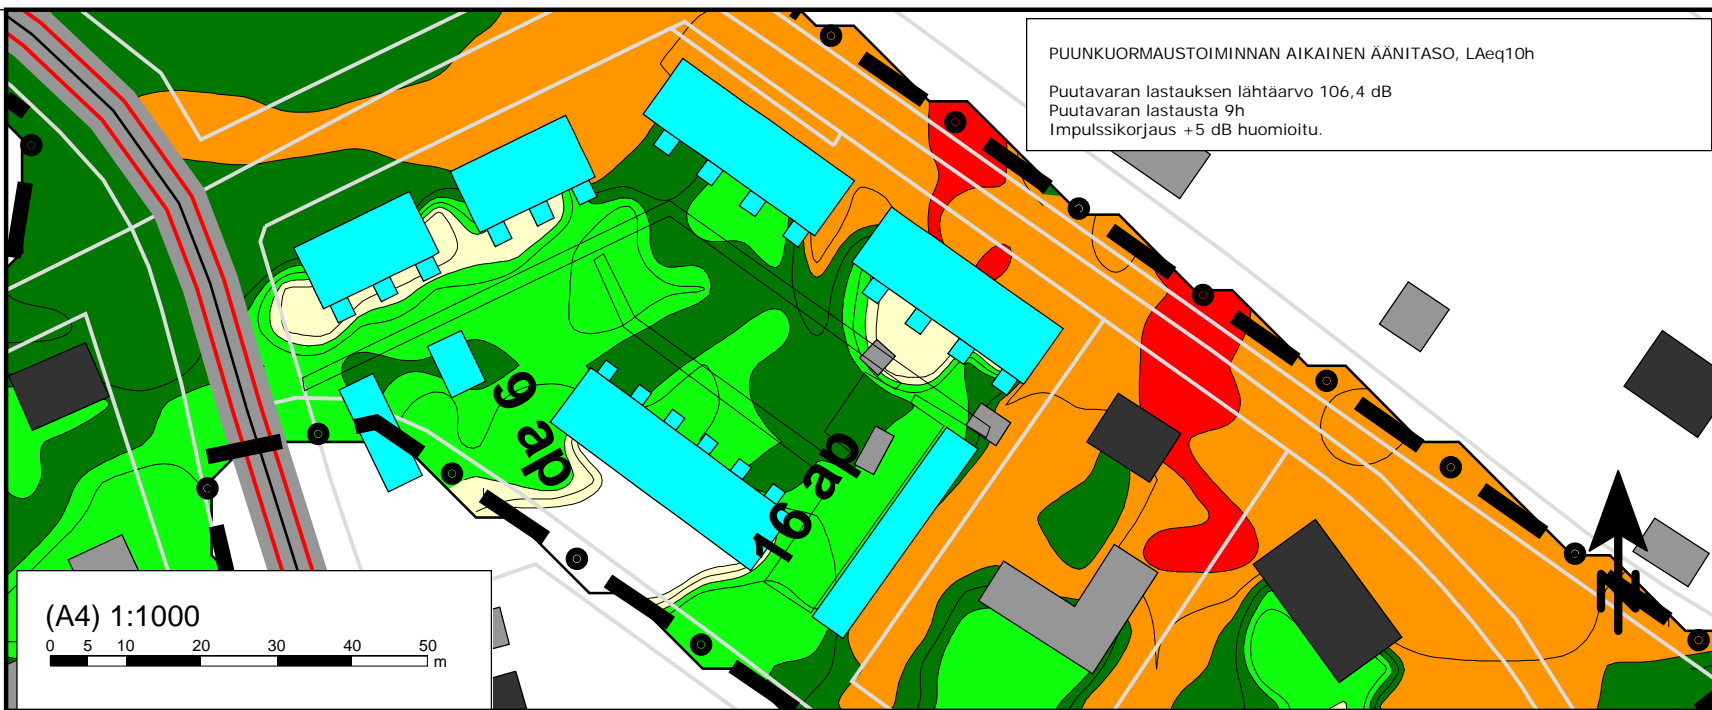 PUUNKUORMAUSTOIMINNAN AIKAINEN ÄÄNITASO, LAeq10h
Puutavaran lastauksen lähtäarvo 106,4 dB
Puutavaran lastausta 9h
Impulssikorjaus +5 dB huomioitu.
9 ap
16 ap
N
(A4) 1:1000
0 5 10 20 30 40 50
m